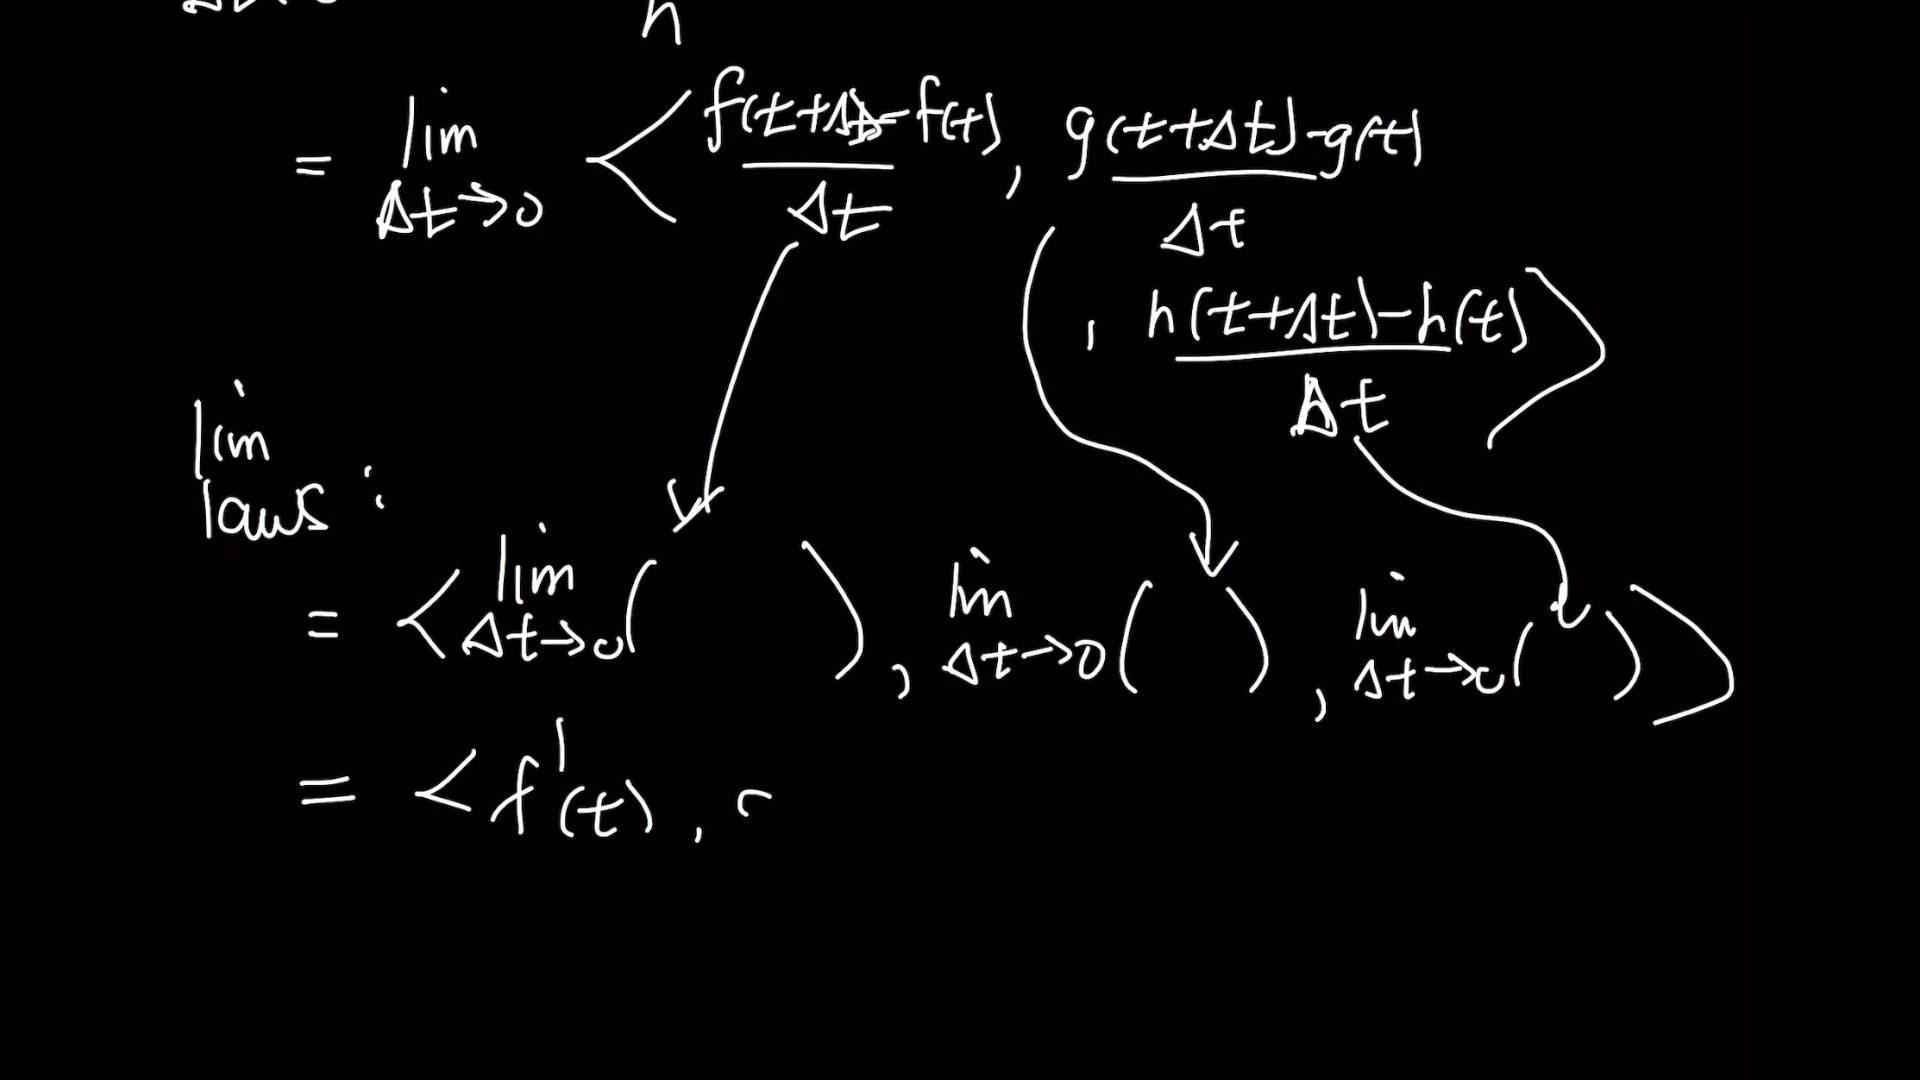 h
= lim Δt→0 < f(t+Δt)-f(t) / Δt , g(t+Δt)-g(t) / Δt
, h(t+Δt)-h(t) / Δt >
lim
laws :
= < lim Δt→0 ( ) , lim Δt→0 ( ) , lim Δt→0 ( ) >
= < f'(t) ,